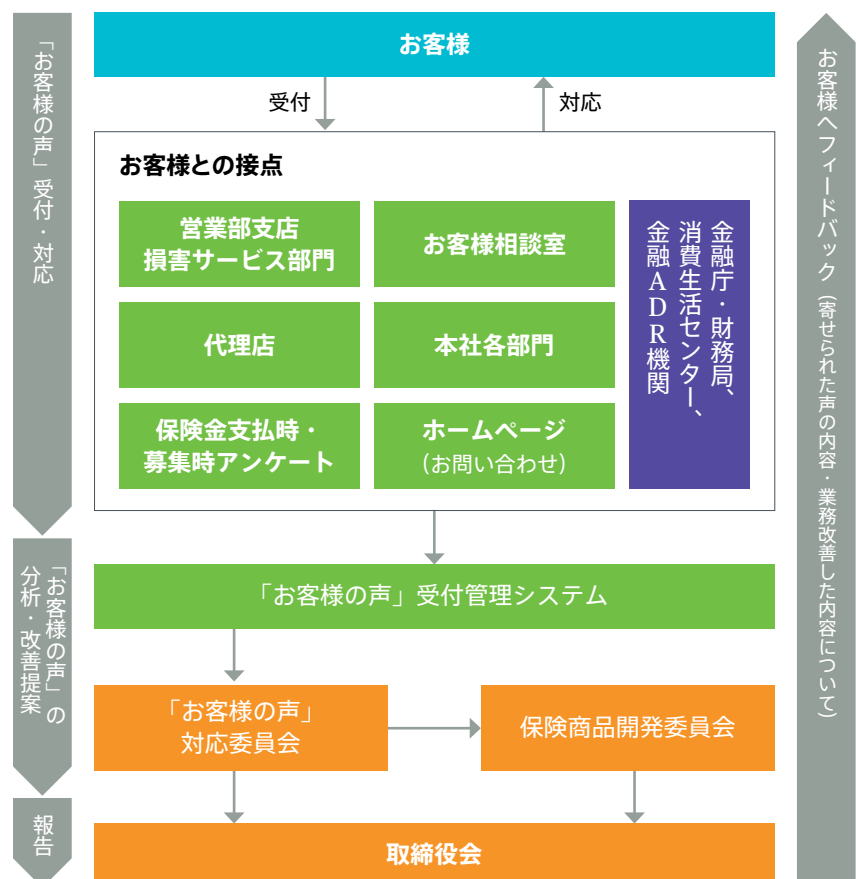 「お客様の声」受付・対応
お客様
受付
対応
お客様との接点
営業部支店
損害サービス部門
お客様相談室
代理店
本社各部門
保険金支払時・
募集時アンケート
ホームページ
(お問い合わせ)
金融庁・財務局、
消費生活センター、
金融ADR機関
「お客様の声」の
分析・改善提案
「お客様の声」受付管理システム
「お客様の声」
対応委員会
保険商品開発委員会
報告
取締役会
お客様へフィードバック(寄せられた声の内容・業務改善した内容について)